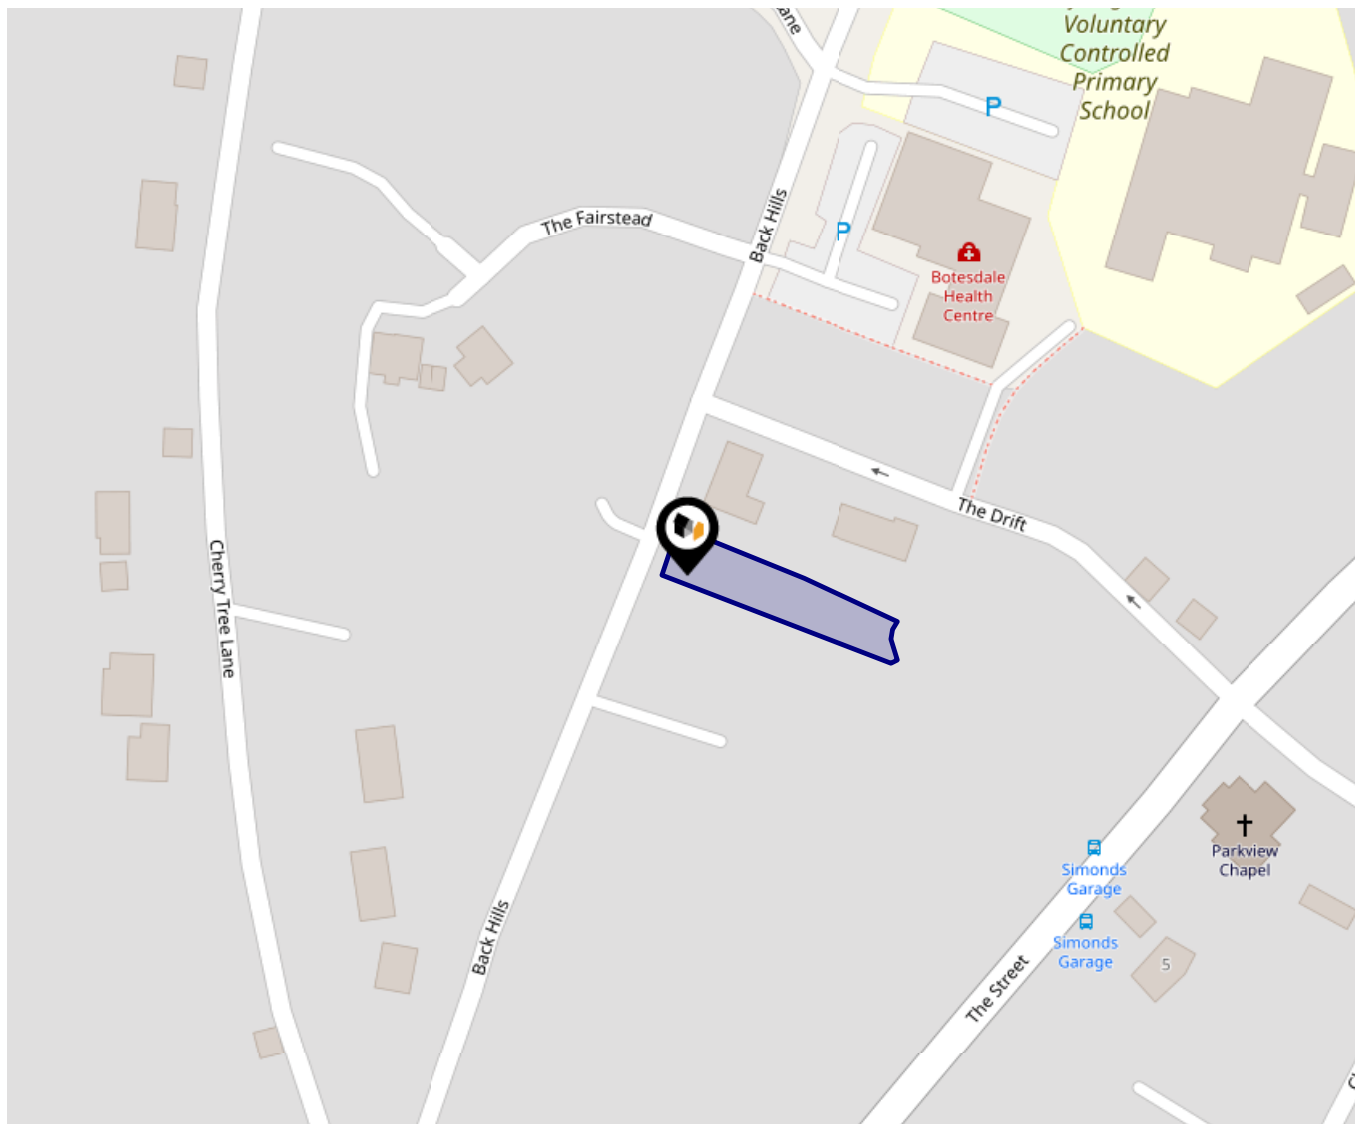 Voluntary
Controlled
Primary
School
P
P
Back Hills
The Fairstead
Botesdale
Health
Centre
The Drift
Cherry Tree Lane
Parkview
Chapel
Simonds
Garage
Simonds
Garage
5
Back Hills
The Street